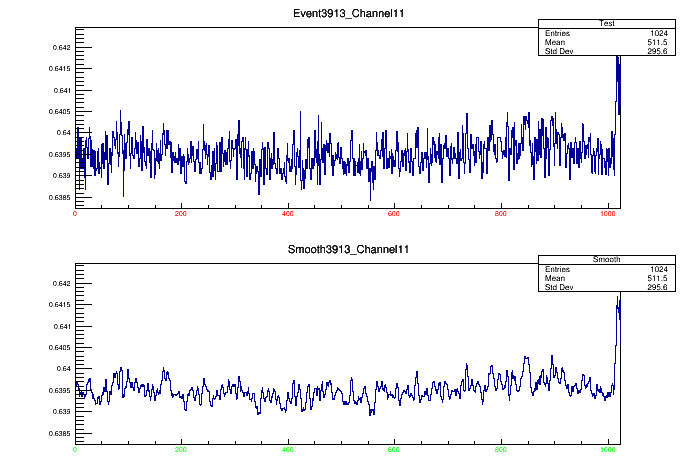 Event3913_Channel11
Test
Entries 1024
Mean 511.5
Std Dev 295.6
0.642
0.6415
0.641
0.6405
0.64
0.6395
0.639
0.6385
0 200 400 600 800 1000
Smooth3913_Channel11
Smooth
Entries 1024
Mean 511.5
Std Dev 295.6
0.642
0.6415
0.641
0.6405
0.64
0.6395
0.639
0.6385
0 200 400 600 800 1000